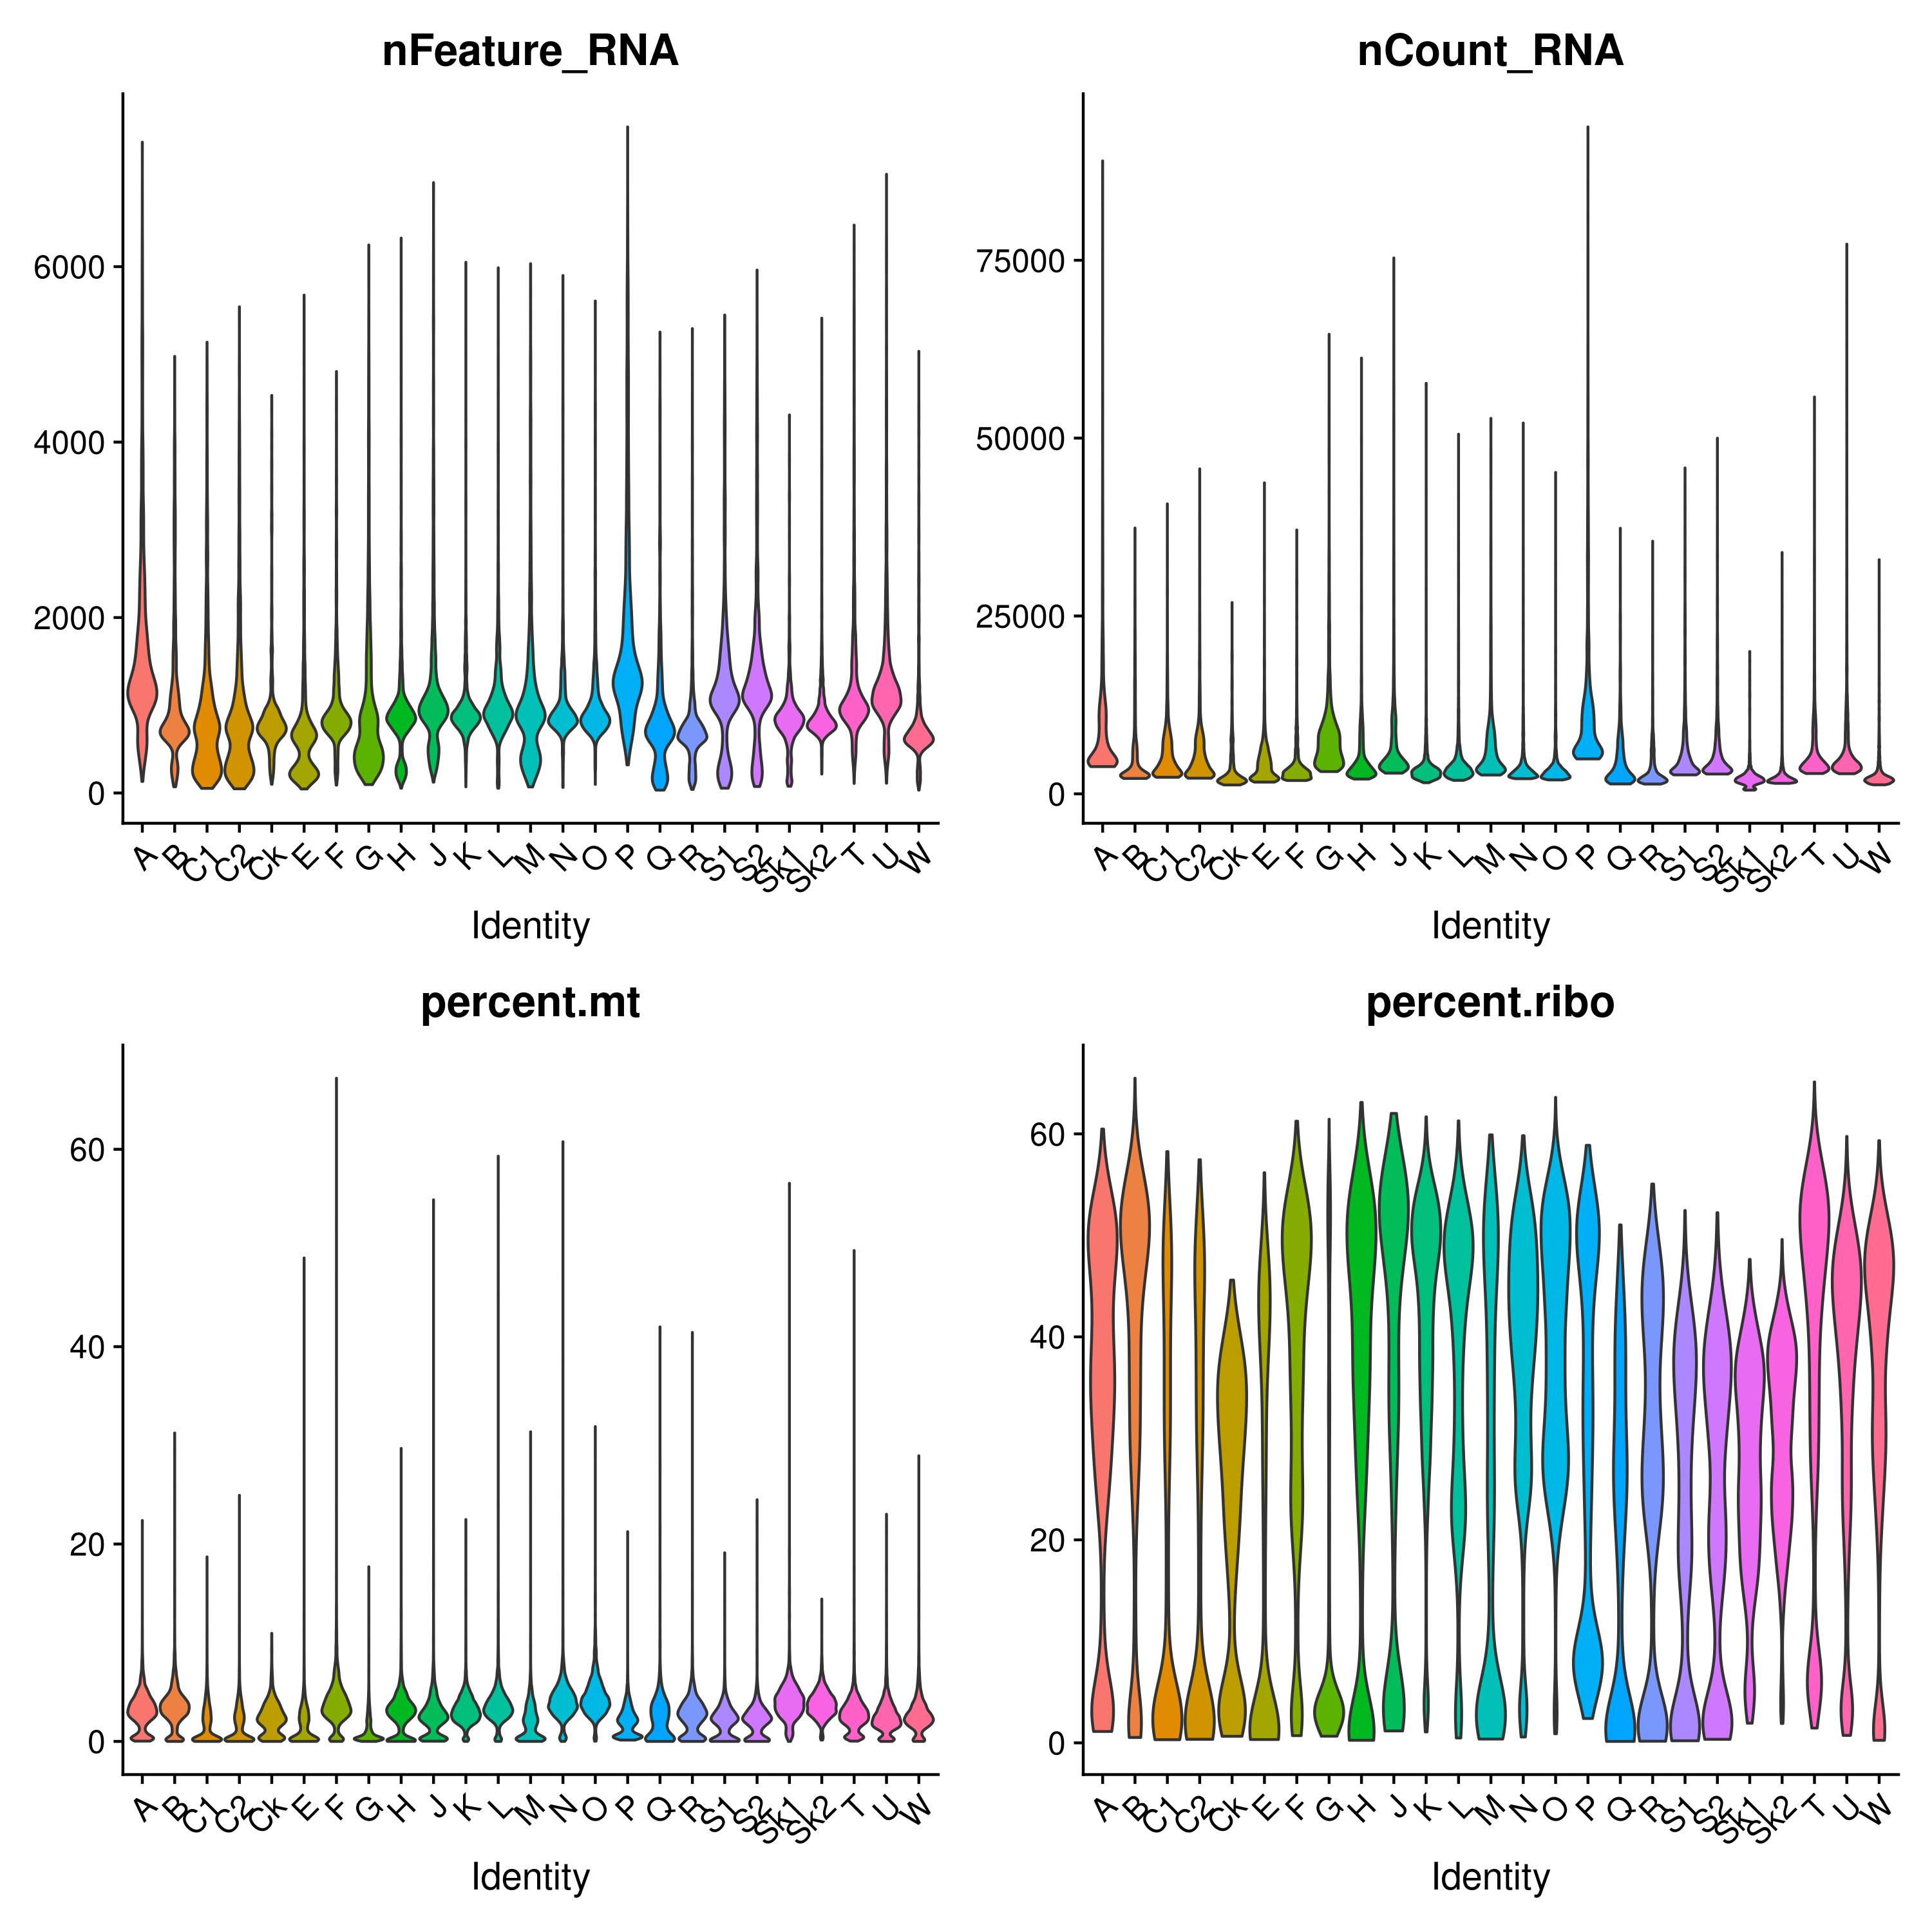 nFeature_RNA
6000
4000
2000
0
A B C1 C2 Ck E F G H J K L M N O P Q R S1 S2 Sk1 Sk2 T U W
Identity
nCount_RNA
75000
50000
25000
0
A B C1 C2 Ck E F G H J K L M N O P Q R S1 S2 Sk1 Sk2 T U W
Identity
percent.mt
60
40
20
0
A B C1 C2 Ck E F G H J K L M N O P Q R S1 S2 Sk1 Sk2 T U W
Identity
percent.ribo
60
40
20
0
A B C1 C2 Ck E F G H J K L M N O P Q R S1 S2 Sk1 Sk2 T U W
Identity